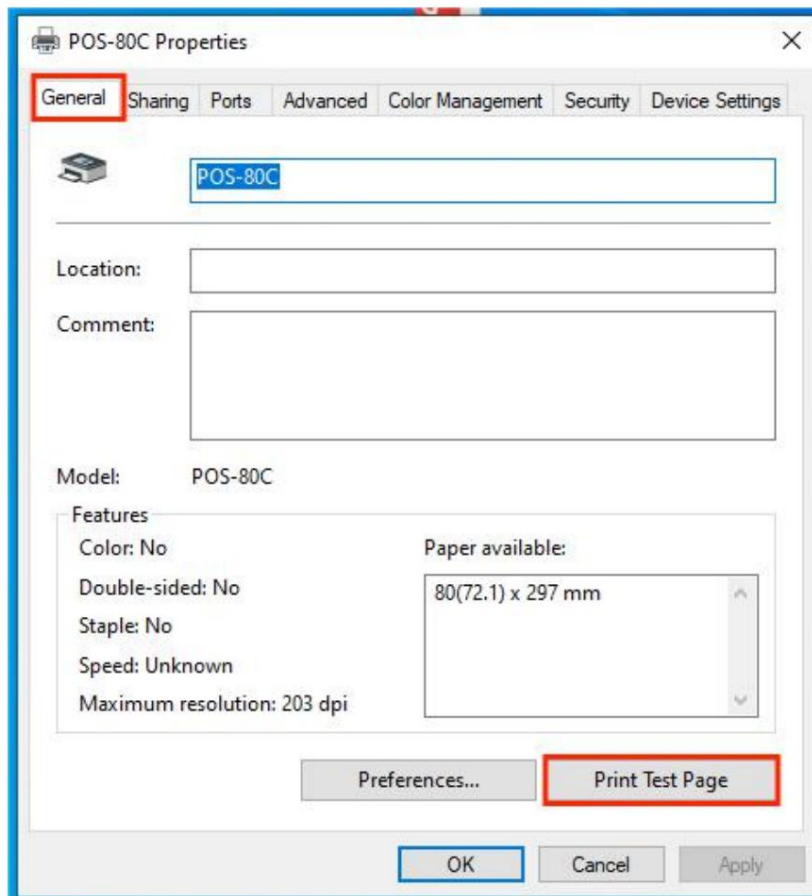 POS-80C Properties
General Sharing Ports Advanced Color Management Security Device Settings
POS-80C
Location:
Comment:
Model: POS-80C
Features
Color: No
Double-sided: No
Staple: No
Speed: Unknown
Maximum resolution: 203 dpi
Paper available:
80(72.1) x 297 mm
Preferences... Print Test Page
OK Cancel Apply